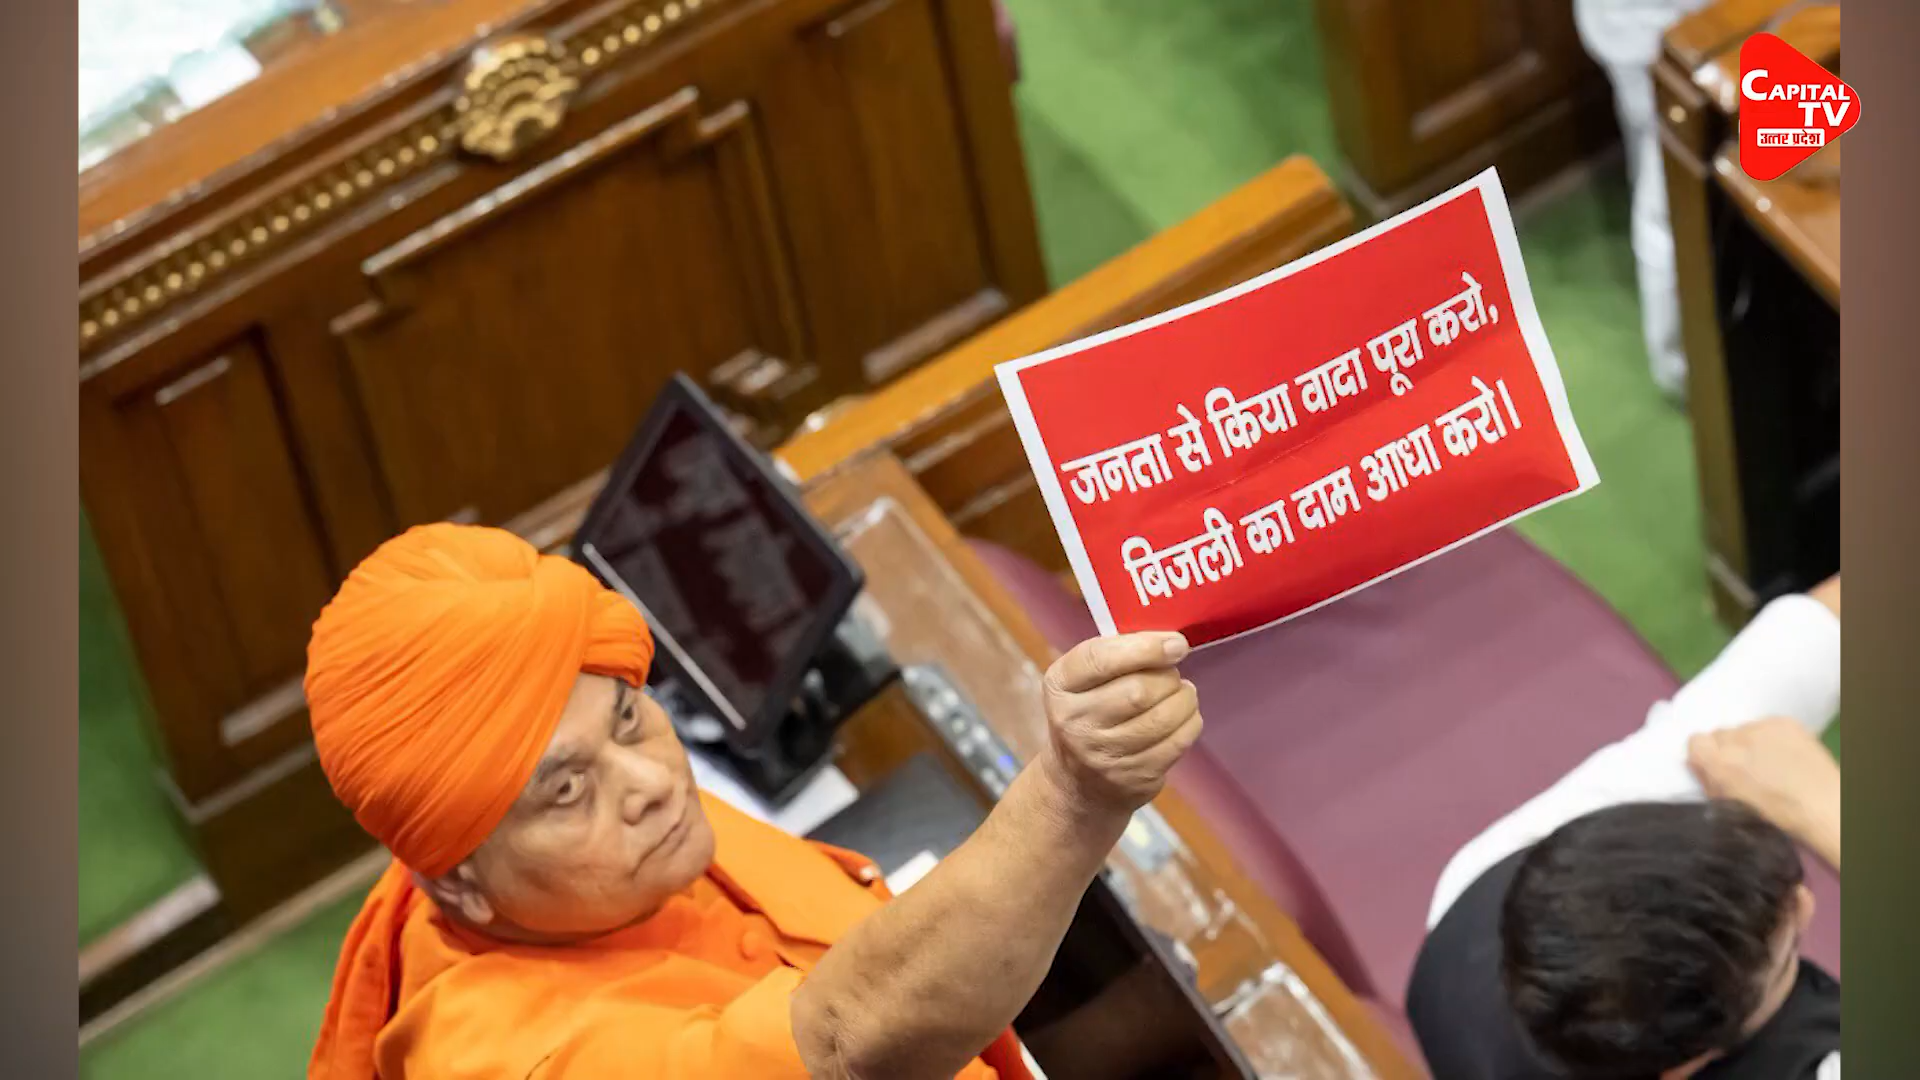 CAPITAL
TV
उत्तर प्रदेश
जनता से किया वादा पूरा करो,
बिजली का दाम आधा करो।